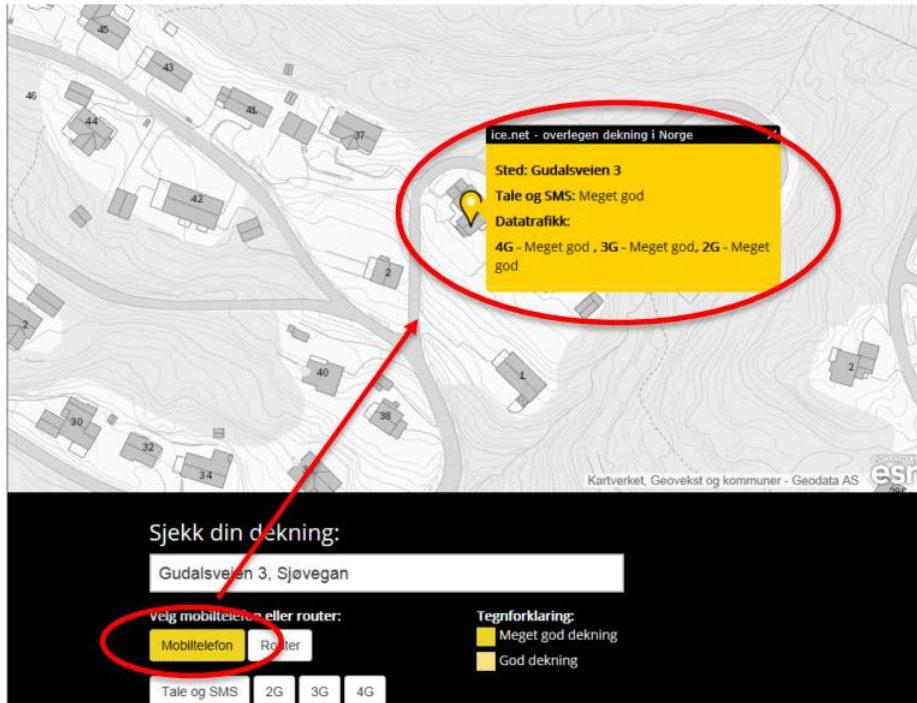 45
43
46
41
44
37
42
2
2
40
38
30
32
34
1
2
ice.net - overlegen dekning i Norge
Sted: Gudalsveien 3
Tale og SMS: Meget god
Datatrafikk:
4G - Meget god , 3G - Meget god, 2G - Meget
god
POWERED BY
esri
Kartverket, Geovekst og kommuner - Geodata AS
Sjekk din dekning:
Gudalsveien 3, Sjøvegan
Velg mobiltelefon eller router:
Mobiltelefon
Router
Tale og SMS
2G
3G
4G
Tegnforklaring:
Meget god dekning
God dekning